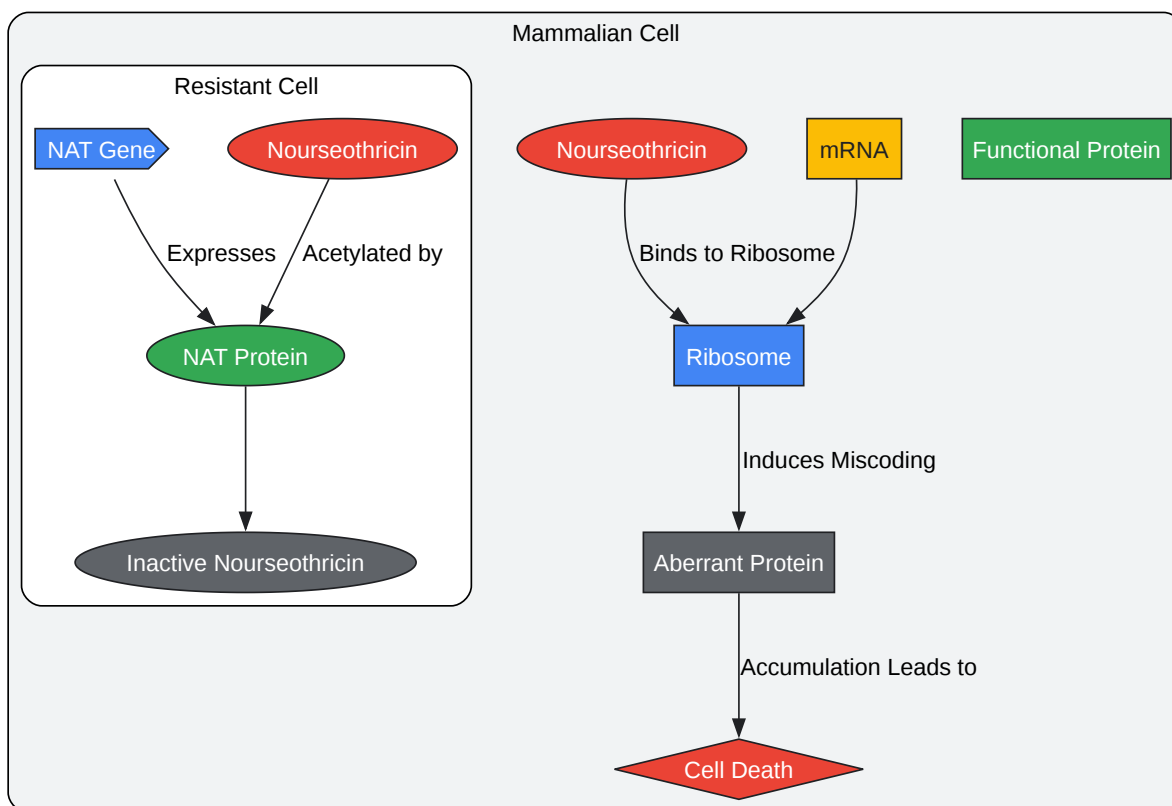 Mammalian Cell
Resistant Cell
NAT Gene
Nourseothricin
Nourseothricin
mRNA
Functional Protein
Expresses
Acetylated by
Binds to Ribosome
NAT Protein
Ribosome
Induces Miscoding
Inactive Nourseothricin
Aberrant Protein
Accumulation Leads to
Cell Death